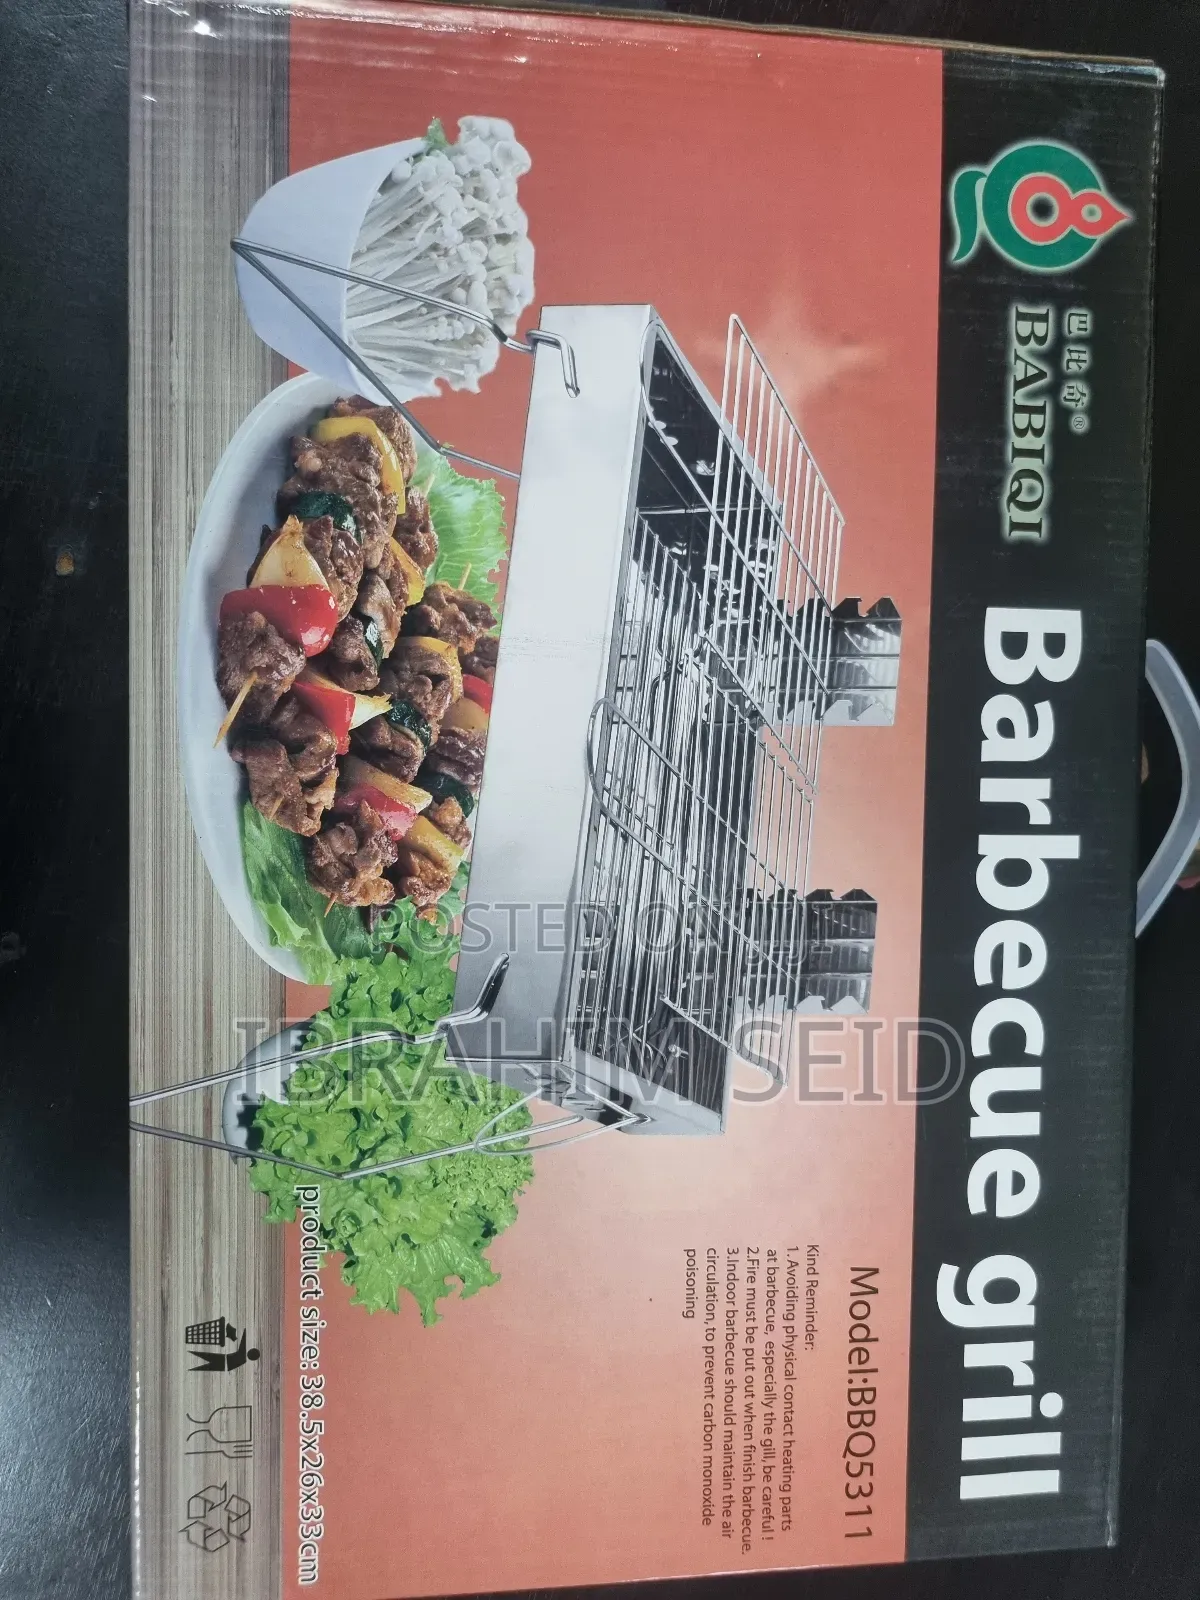 巴比奇®
BABIQI
Barbecue grill
Model:BBQ5311
Kind Reminder:
1. Avoiding physical contact heating parts
at barbecue, especially the gill, be careful !
2.Fire must be put out when finish barbecue.
3.Indoor barbecue should maintain the air
circulation, to prevent carbon monoxide
poisoning
product size: 38.5x26x33cm
POSTED ON JIJI
IBRAHIM SEID